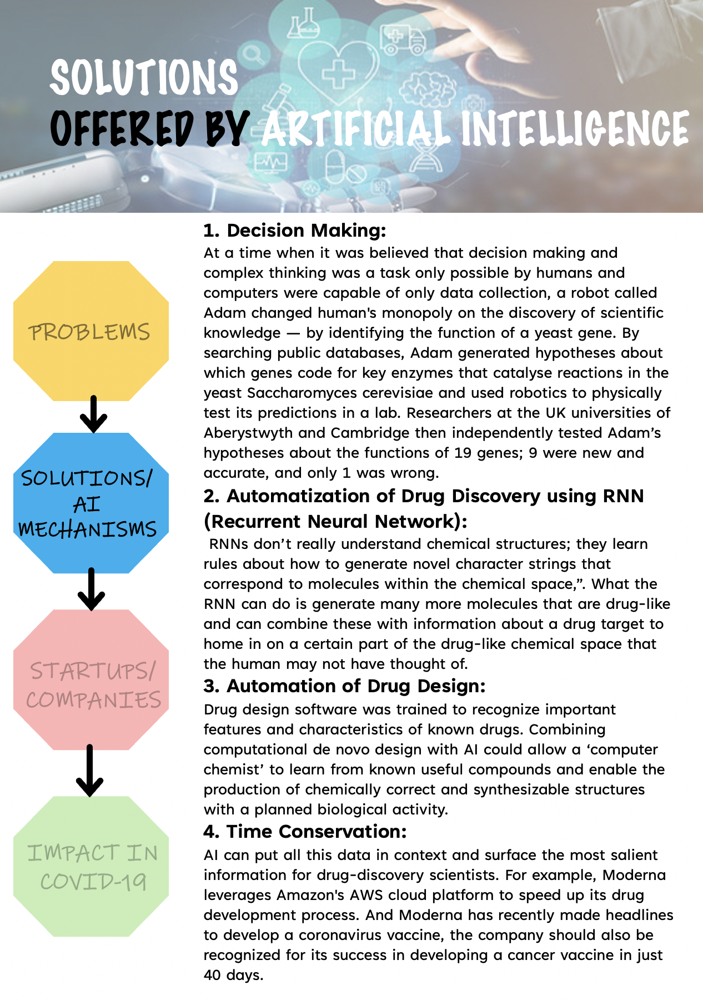 SOLUTIONS
OFFERED BY ARTIFICIAL INTELLIGENCE
PROBLEMS
SOLUTIONS/
AI
MECHANISMS
STARTUPS/
COMPANIES
IMPACT IN
COVID-19
1. Decision Making:
At a time when it was believed that decision making and
complex thinking was a task only possible by humans and
computers were capable of only data collection, a robot called
Adam changed human's monopoly on the discovery of scientific
knowledge — by identifying the function of a yeast gene. By
searching public databases, Adam generated hypotheses about
which genes code for key enzymes that catalyse reactions in the
yeast Saccharomyces cerevisiae and used robotics to physically
test its predictions in a lab. Researchers at the UK universities of
Aberystwyth and Cambridge then independently tested Adam’s
hypotheses about the functions of 19 genes; 9 were new and
accurate, and only 1 was wrong.
2. Automatization of Drug Discovery using RNN
(Recurrent Neural Network):
RNNs don’t really understand chemical structures; they learn
rules about how to generate novel character strings that
correspond to molecules within the chemical space,”. What the
RNN can do is generate many more molecules that are drug-like
and can combine these with information about a drug target to
home in on a certain part of the drug-like chemical space that
the human may not have thought of.
3. Automation of Drug Design:
Drug design software was trained to recognize important
features and characteristics of known drugs. Combining
computational de novo design with AI could allow a ‘computer
chemist’ to learn from known useful compounds and enable the
production of chemically correct and synthesizable structures
with a planned biological activity.
4. Time Conservation:
AI can put all this data in context and surface the most salient
information for drug-discovery scientists. For example, Moderna
leverages Amazon's AWS cloud platform to speed up its drug
development process. And Moderna has recently made headlines
to develop a coronavirus vaccine, the company should also be
recognized for its success in developing a cancer vaccine in just
40 days.